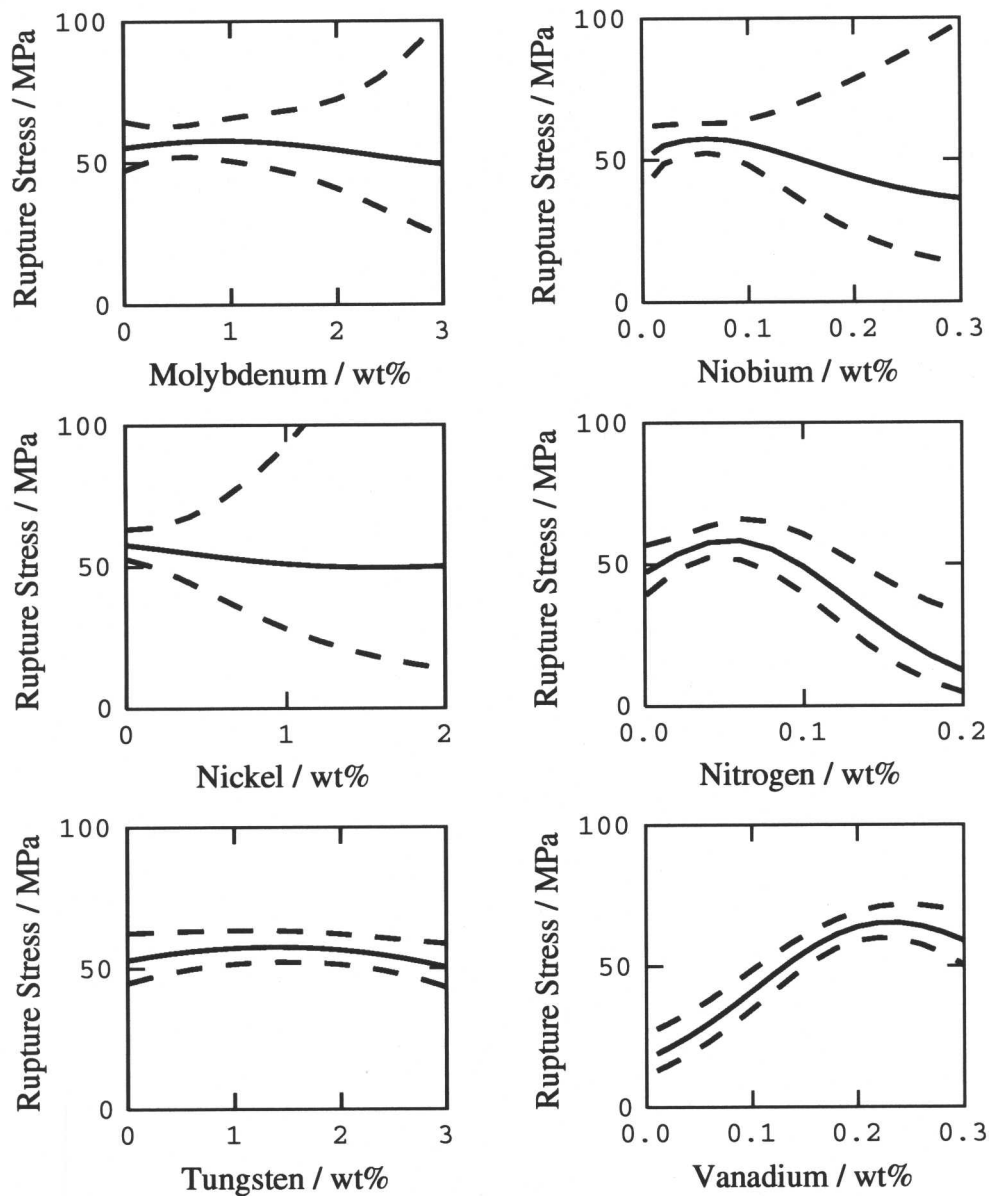 Rupture Stress / MPa
100
50
0
0 1 2 3
Molybdenum / wt%
Rupture Stress / MPa
100
50
0
0.0 0.1 0.2 0.3
Niobium / wt%
Rupture Stress / MPa
100
50
0
0 1 2
Nickel / wt%
Rupture Stress / MPa
100
50
0
0.0 0.1 0.2
Nitrogen / wt%
Rupture Stress / MPa
100
50
0
0 1 2 3
Tungsten / wt%
Rupture Stress / MPa
100
50
0
0.0 0.1 0.2 0.3
Vanadium / wt%